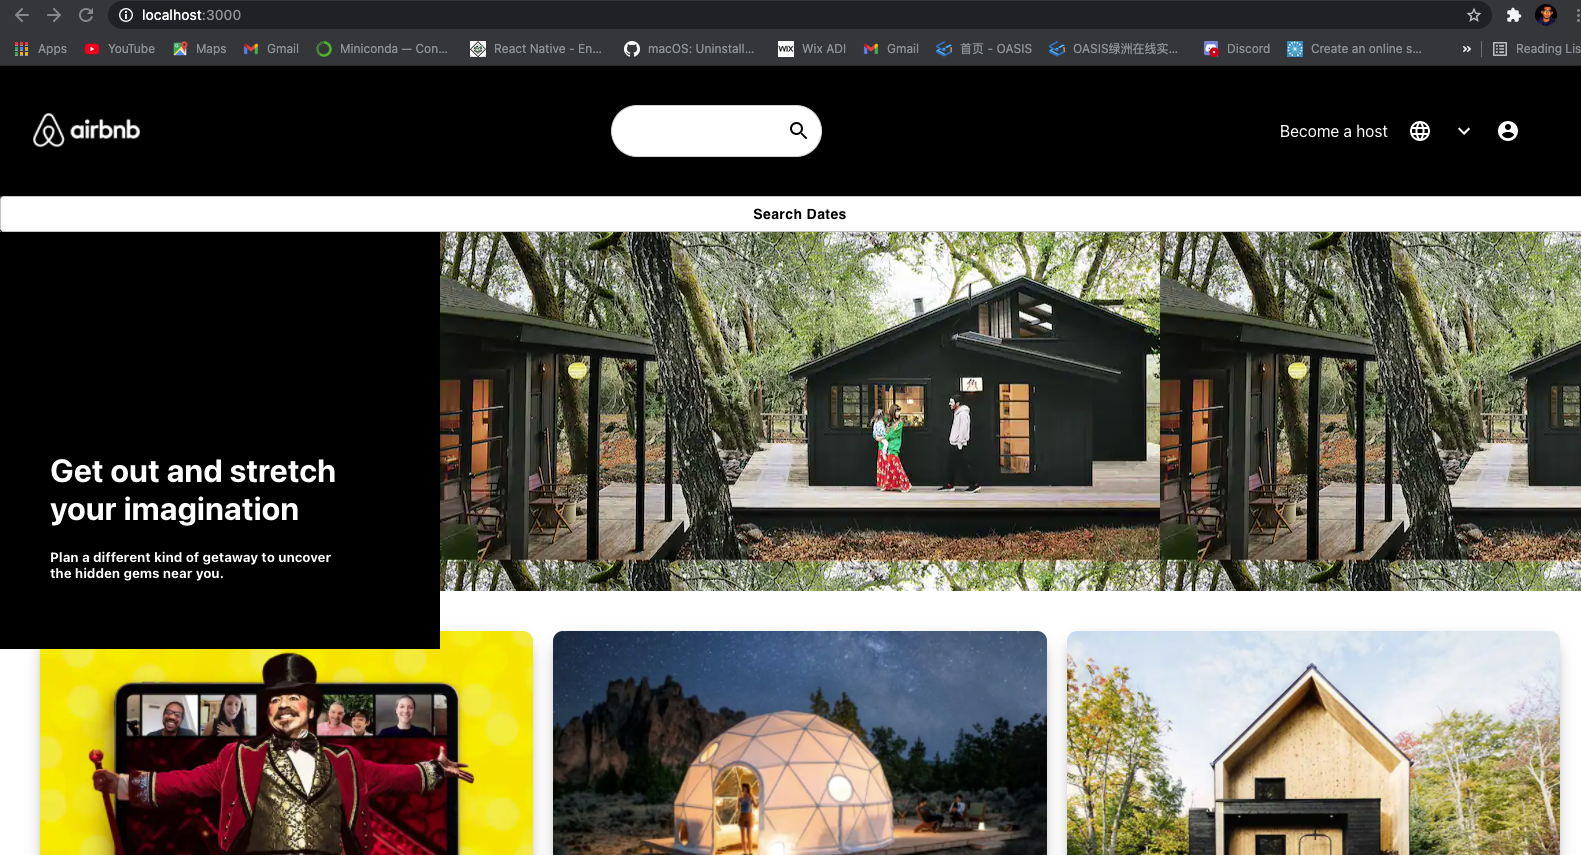 localhost:3000
Apps
YouTube
Maps
Gmail
Miniconda — Con...
React Native - En...
macOS: Uninstall...
WIX
Wix ADI
Gmail
首页 - OASIS
OASIS绿洲在线实...
Discord
Create an online s...
»
Reading Lis
airbnb
Become a host
Search Dates
Get out and stretch
your imagination
Plan a different kind of getaway to uncover
the hidden gems near you.